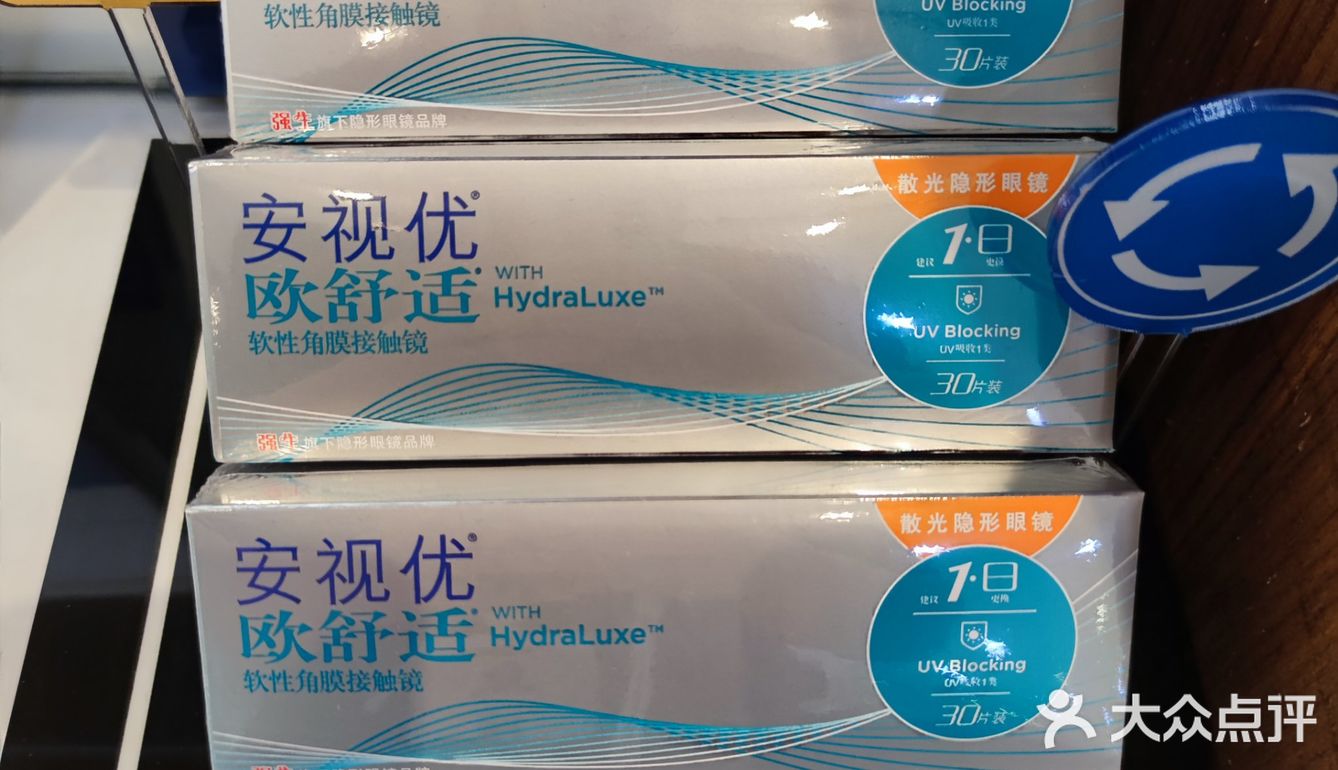 软性角膜接触镜
UV Blocking
UV吸收1类
30片装
强生 旗下隐形眼镜品牌
安视优®
欧舒适® WITH
HydraLuxe™
软性角膜接触镜
散光隐形眼镜
建议 1·日 更换
UV Blocking
UV吸收1类
30片装
强生 旗下隐形眼镜品牌
安视优®
欧舒适® WITH
HydraLuxe™
软性角膜接触镜
散光隐形眼镜
建议 1·日 更换
UV Blocking
UV吸收1类
30片装
大众点评